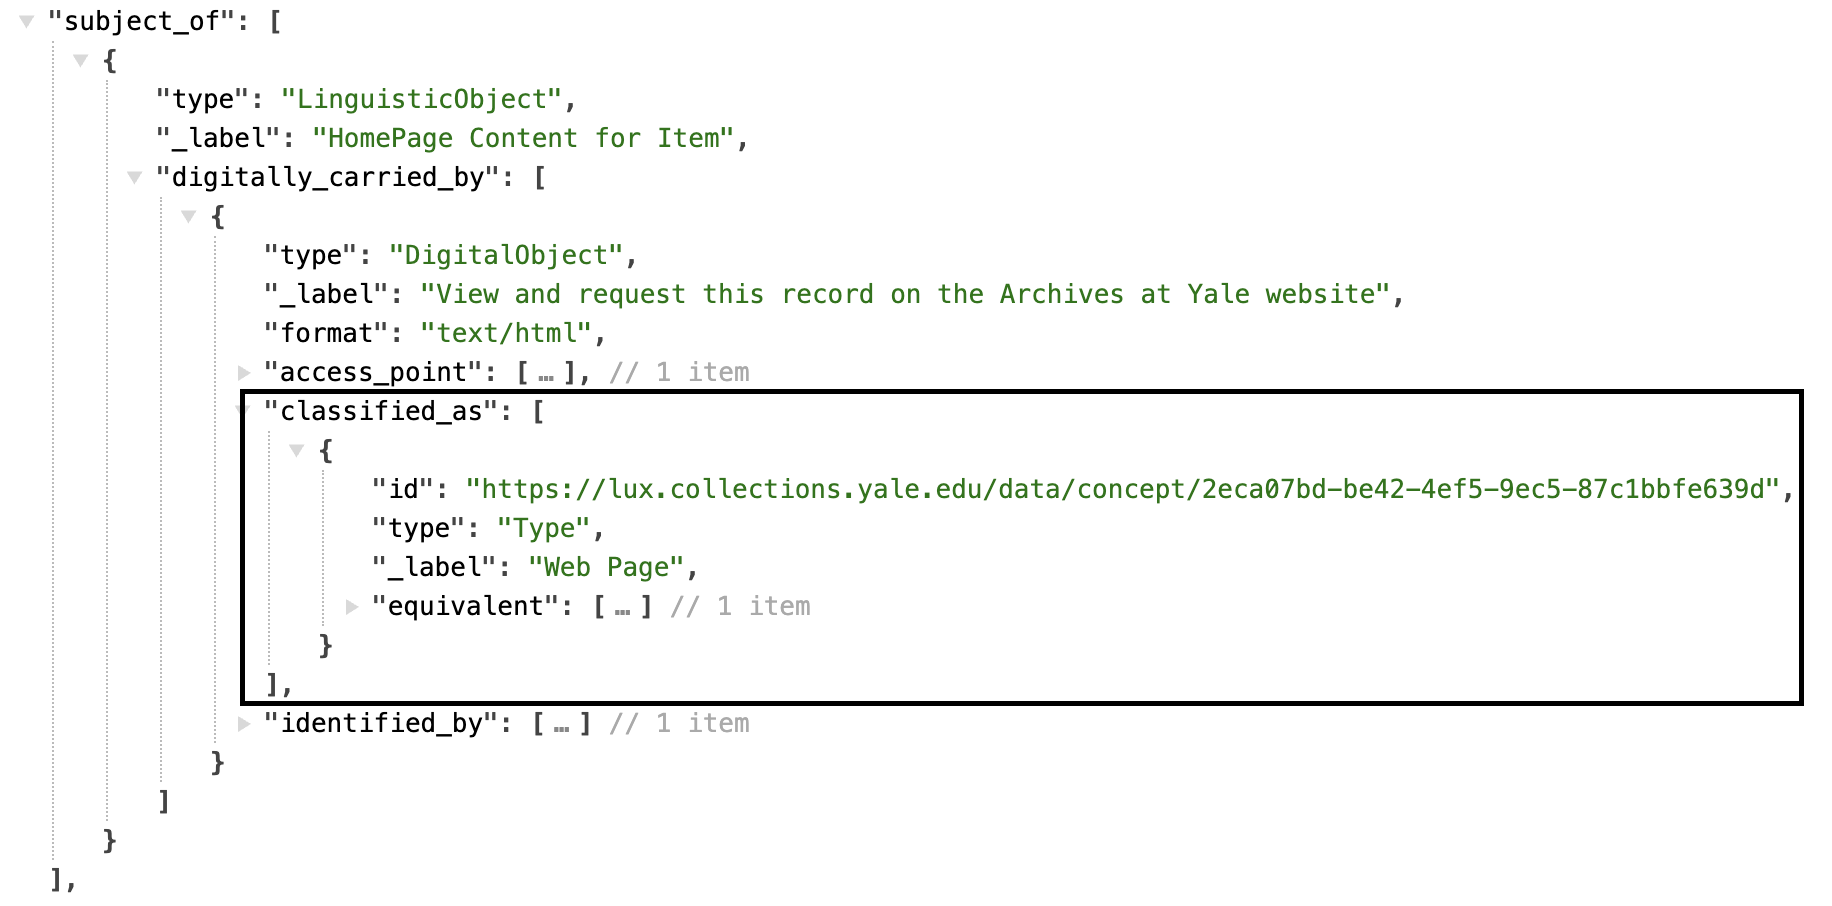 "subject_of": [
{
"type": "LinguisticObject",
"_label": "HomePage Content for Item",
"digitally_carried_by": [
{
"type": "DigitalObject",
"_label": "View and request this record on the Archives at Yale website",
"format": "text/html",
"access_point": [ … ], // 1 item
"classified_as": [
{
"id": "https://lux.collections.yale.edu/data/concept/2eca07bd-be42-4ef5-9ec5-87c1bbfe639d",
"type": "Type",
"_label": "Web Page",
"equivalent": [ … ] // 1 item
}
],
"identified_by": [ … ] // 1 item
}
]
}
],